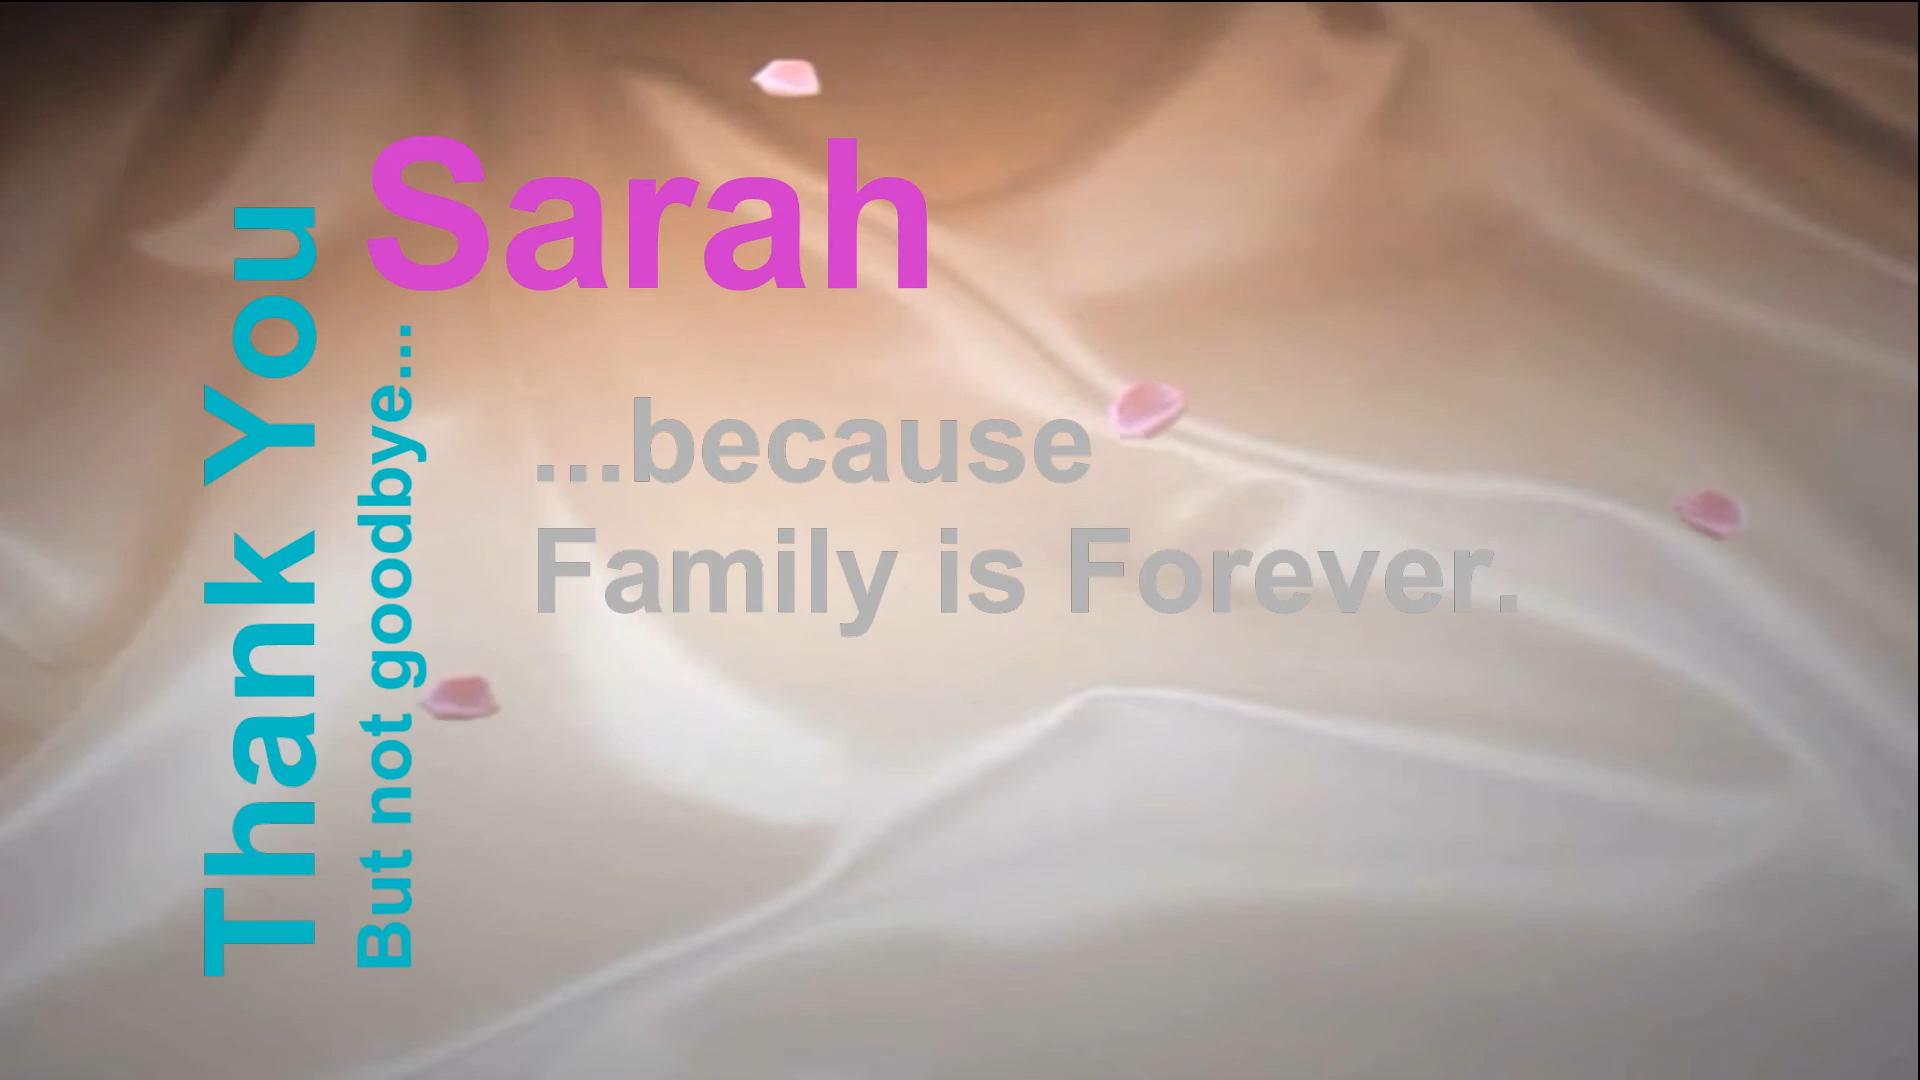 Thank You
Sarah
But not goodbye...
...because
Family is Forever.